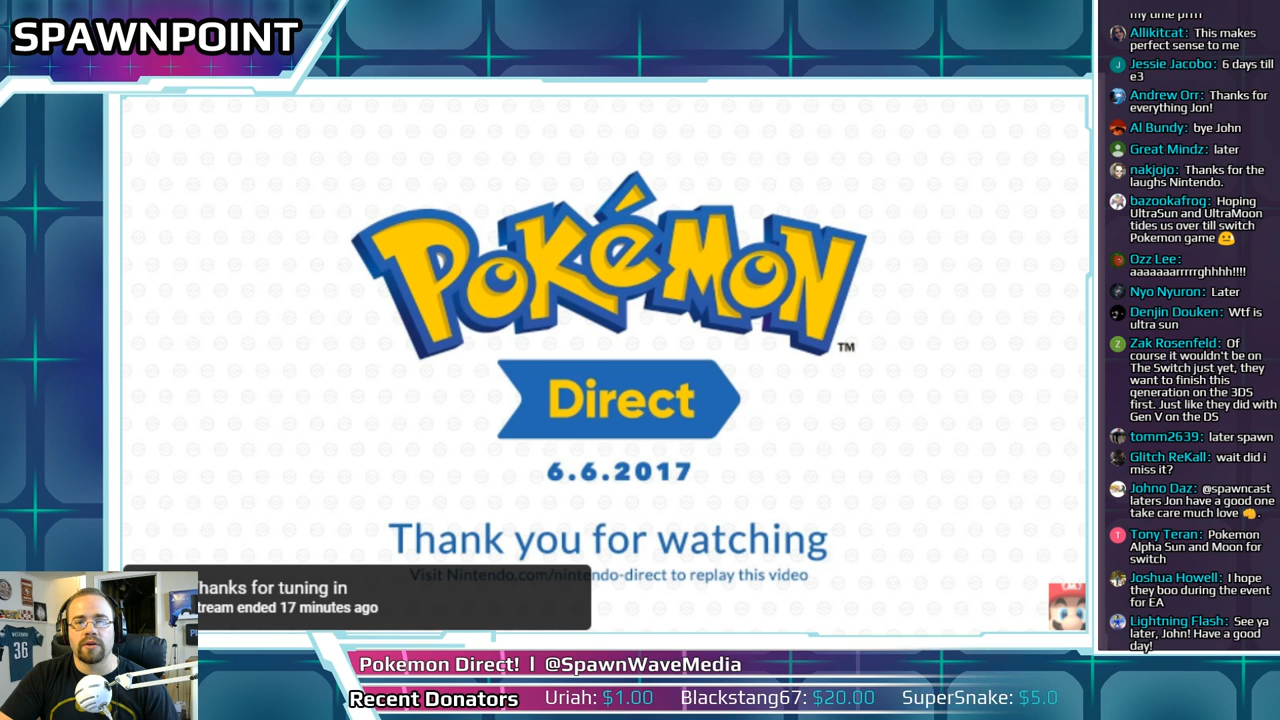 SPAWNPOINT
POKÉMON
TM
Direct
6.6.2017
Thank you for watching
Visit Nintendo.com/nintendo-direct to replay this video
hanks for tuning in
tream ended 17 minutes ago
36
Pokemon Direct! | @SpawnWaveMedia
Recent Donators Uriah: $1.00 Blackstang67: $20.00 SuperSnake: $5.0
my time prrrr
Allikitcat: This makes
perfect sense to me
J Jessie Jacobo: 6 days till
e3
Andrew Orr: Thanks for
everything Jon!
Al Bundy: bye John
Great Mindz: later
nakjojo: Thanks for the
laughs Nintendo.
bazookafrog: Hoping
UltraSun and UltraMoon
tides us over till switch
Pokemon game 😐
Ozz Lee:
aaaaaaarrrrrghhhh!!!!
Nyo Nyuron: Later
Denjin Douken: Wtf is
ultra sun
Z Zak Rosenfeld: Of
course it wouldn't be on
The Switch just yet, they
want to finish this
generation on the 3DS
first. Just like they did with
Gen V on the DS
tomm2639: later spawn
Glitch ReKall: wait did i
miss it?
Johno Daz: @spawncast
laters Jon have a good one
take care much love 👊.
T Tony Teran: Pokemon
Alpha Sun and Moon for
switch
Joshua Howell: I hope
they boo during the event
for EA
Lightning Flash: See ya
later, John! Have a good
day!